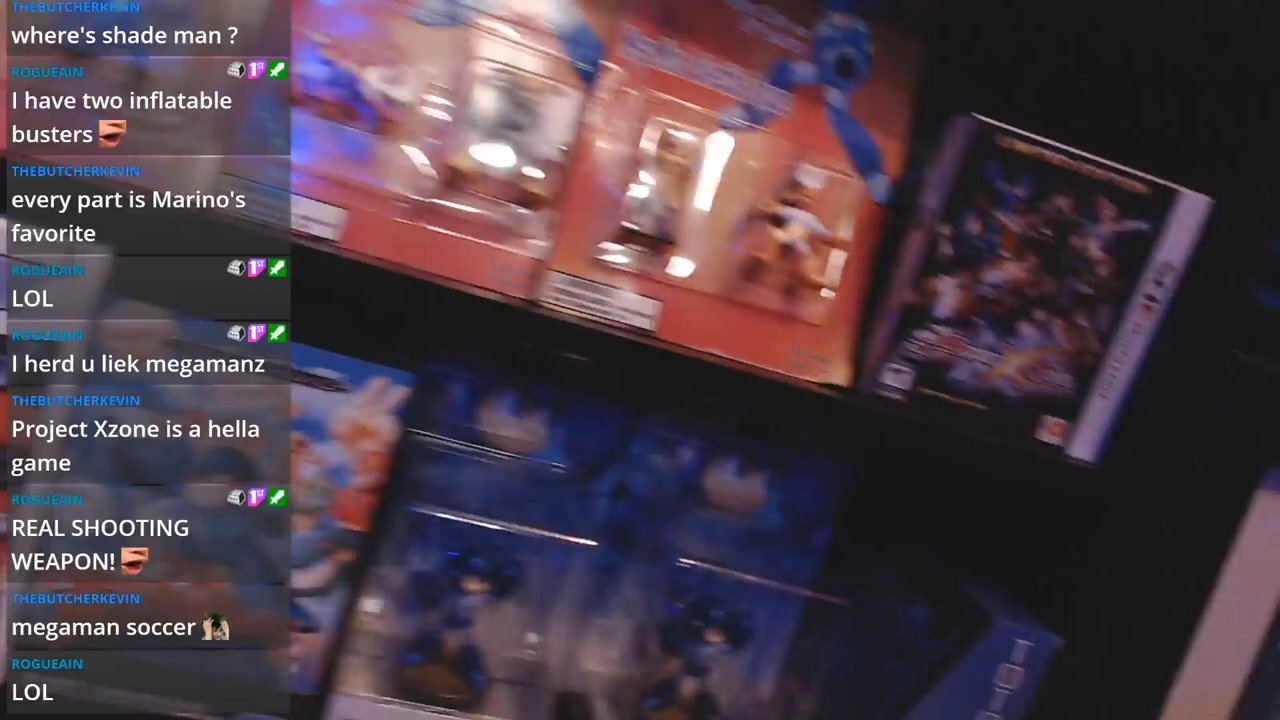 THEBUTCHERKEVIN
where's shade man ?
ROGUEAIN
I have two inflatable
busters
THEBUTCHERKEVIN
every part is Marino's
favorite
ROGUEAIN
LOL
ROGUEAIN
I herd u liek megamanz
THEBUTCHERKEVIN
Project Xzone is a hella
game
ROGUEAIN
REAL SHOOTING
WEAPON!
THEBUTCHERKEVIN
megaman soccer
ROGUEAIN
LOL